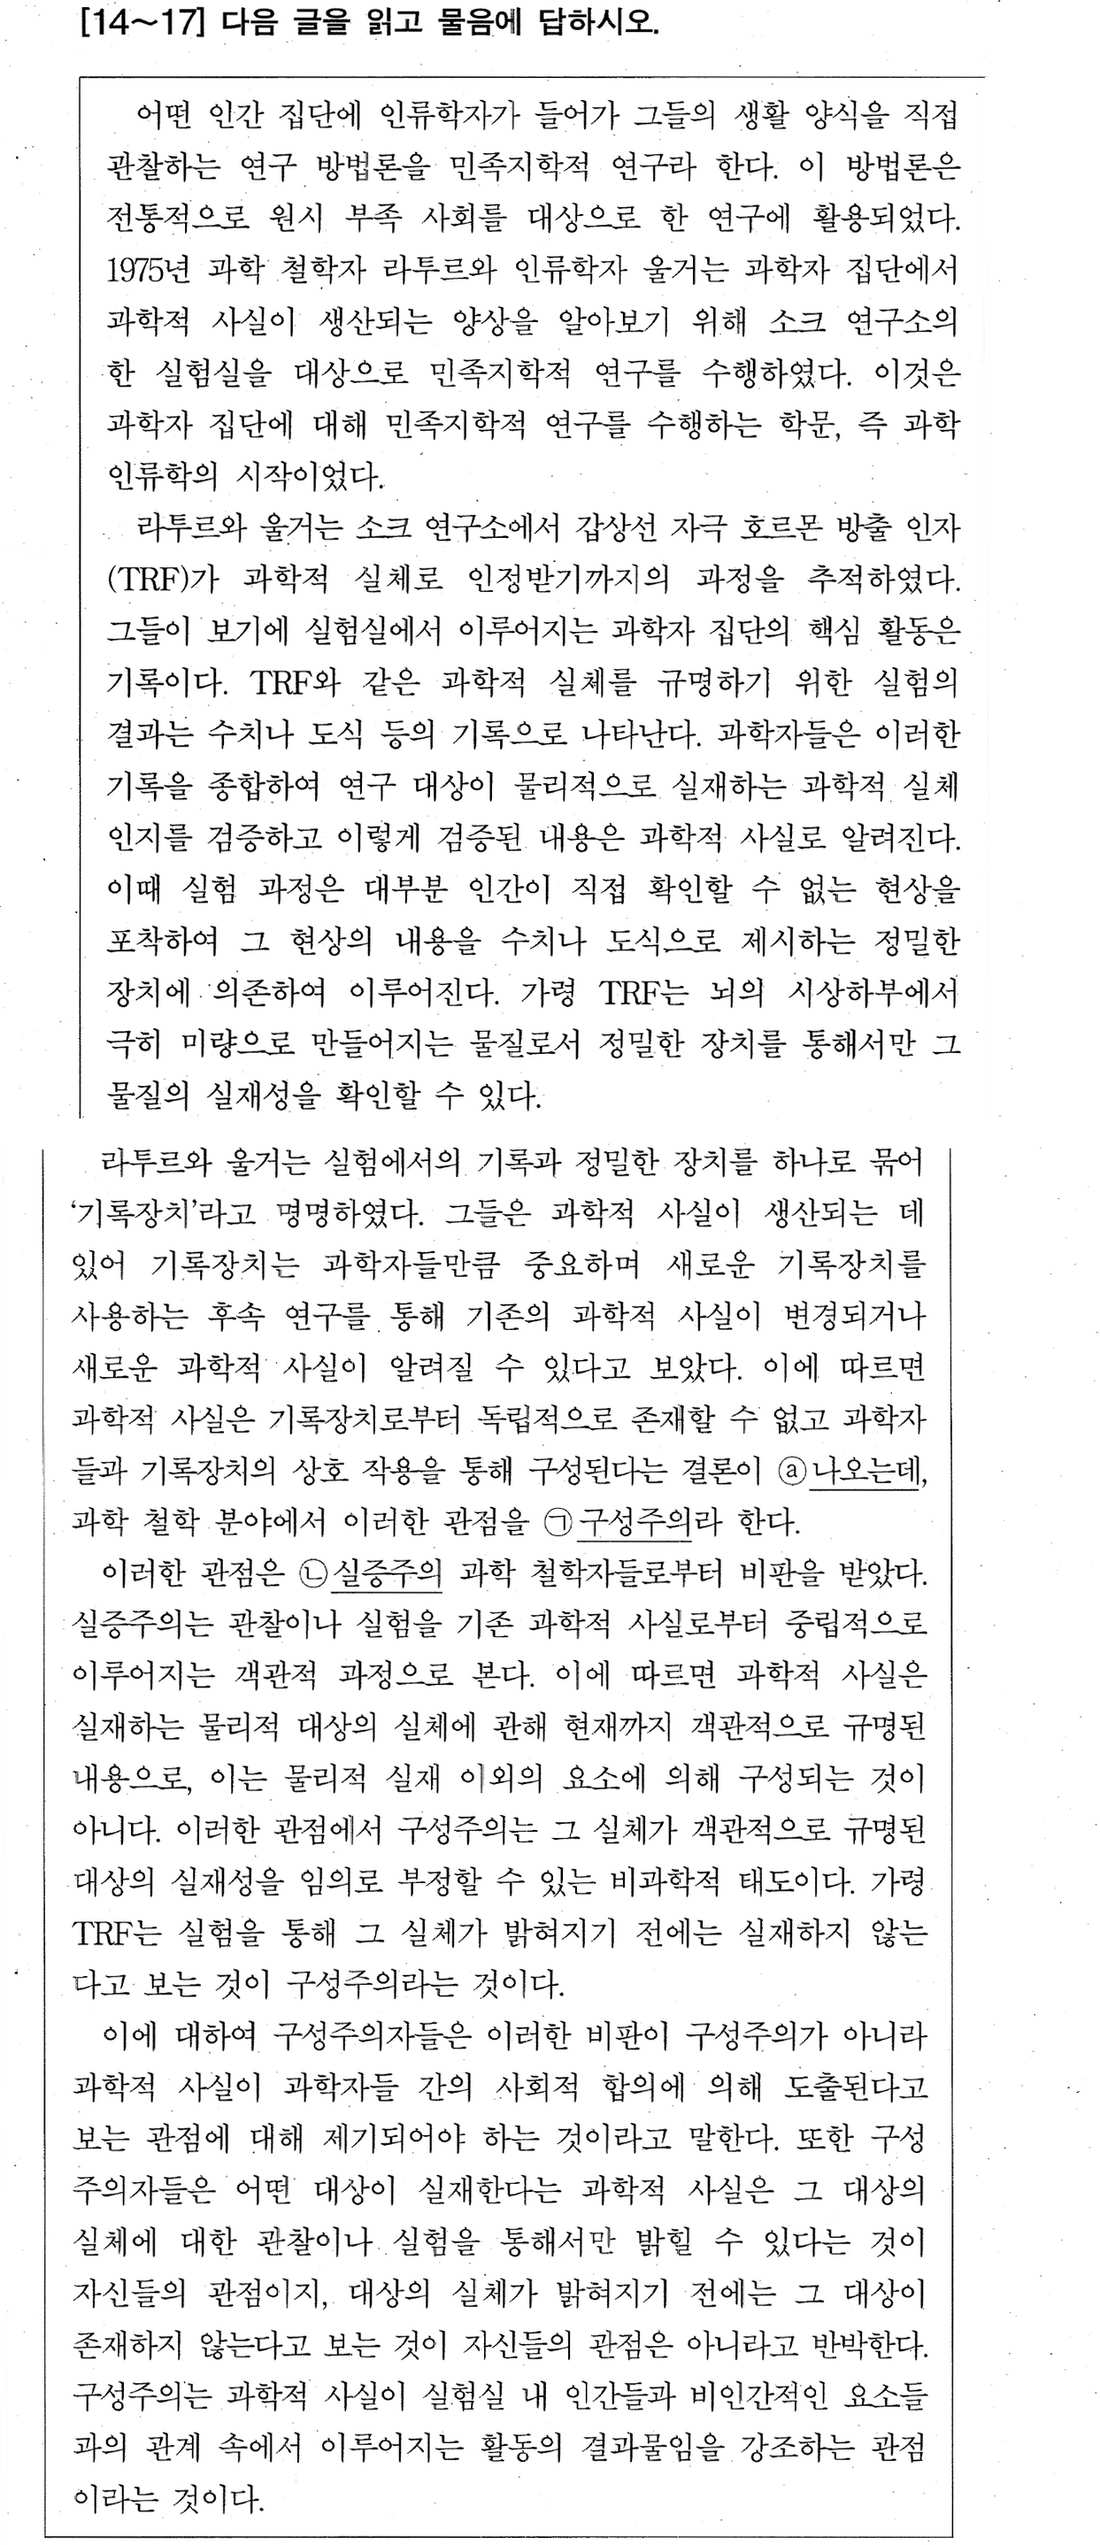 [14～17] 다음 글을 읽고 물음에 답하시오.
어떤 인간 집단에 인류학자가 들어가 그들의 생활 양식을 직접
관찰하는 연구 방법론을 민족지학적 연구라 한다. 이 방법론은
전통적으로 원시 부족 사회를 대상으로 한 연구에 활용되었다.
1975년 과학 철학자 라투르와 인류학자 울거는 과학자 집단에서
과학적 사실이 생산되는 양상을 알아보기 위해 소크 연구소의
한 실험실을 대상으로 민족지학적 연구를 수행하였다. 이것은
과학자 집단에 대해 민족지학적 연구를 수행하는 학문, 즉 과학
인류학의 시작이었다.
라투르와 울거는 소크 연구소에서 갑상선 자극 호르몬 방출 인자
(TRF)가 과학적 실체로 인정받기까지의 과정을 추적하였다.
그들이 보기에 실험실에서 이루어지는 과학자 집단의 핵심 활동은
기록이다. TRF와 같은 과학적 실체를 규명하기 위한 실험의
결과는 수치나 도식 등의 기록으로 나타난다. 과학자들은 이러한
기록을 종합하여 연구 대상이 물리적으로 실재하는 과학적 실체
인지를 검증하고 이렇게 검증된 내용은 과학적 사실로 알려진다.
이때 실험 과정은 대부분 인간이 직접 확인할 수 없는 현상을
포착하여 그 현상의 내용을 수치나 도식으로 제시하는 정밀한
장치에 의존하여 이루어진다. 가령 TRF는 뇌의 시상하부에서
극히 미량으로 만들어지는 물질로서 정밀한 장치를 통해서만 그
물질의 실재성을 확인할 수 있다.
라투르와 울거는 실험에서의 기록과 정밀한 장치를 하나로 묶어
‘기록장치’라고 명명하였다. 그들은 과학적 사실이 생산되는 데
있어 기록장치는 과학자들만큼 중요하며 새로운 기록장치를
사용하는 후속 연구를 통해 기존의 과학적 사실이 변경되거나
새로운 과학적 사실이 알려질 수 있다고 보았다. 이에 따르면
과학적 사실은 기록장치로부터 독립적으로 존재할 수 없고 과학자
들과 기록장치의 상호 작용을 통해 구성된다는 결론이 ⓐ나오는데,
과학 철학 분야에서 이러한 관점을 ㉠구성주의라 한다.
이러한 관점은 ㉡실증주의 과학 철학자들로부터 비판을 받았다.
실증주의는 관찰이나 실험을 기존 과학적 사실로부터 중립적으로
이루어지는 객관적 과정으로 본다. 이에 따르면 과학적 사실은
실재하는 물리적 대상의 실체에 관해 현재까지 객관적으로 규명된
내용으로, 이는 물리적 실재 이외의 요소에 의해 구성되는 것이
아니다. 이러한 관점에서 구성주의는 그 실체가 객관적으로 규명된
대상의 실재성을 임의로 부정할 수 있는 비과학적 태도이다. 가령
TRF는 실험을 통해 그 실체가 밝혀지기 전에는 실재하지 않는
다고 보는 것이 구성주의라는 것이다.
이에 대하여 구성주의자들은 이러한 비판이 구성주의가 아니라
과학적 사실이 과학자들 간의 사회적 합의에 의해 도출된다고
보는 관점에 대해 제기되어야 하는 것이라고 말한다. 또한 구성
주의자들은 어떤 대상이 실재한다는 과학적 사실은 그 대상의
실체에 대한 관찰이나 실험을 통해서만 밝힐 수 있다는 것이
자신들의 관점이지, 대상의 실체가 밝혀지기 전에는 그 대상이
존재하지 않는다고 보는 것이 자신들의 관점은 아니라고 반박한다.
구성주의는 과학적 사실이 실험실 내 인간들과 비인간적인 요소들
과의 관계 속에서 이루어지는 활동의 결과물임을 강조하는 관점
이라는 것이다.